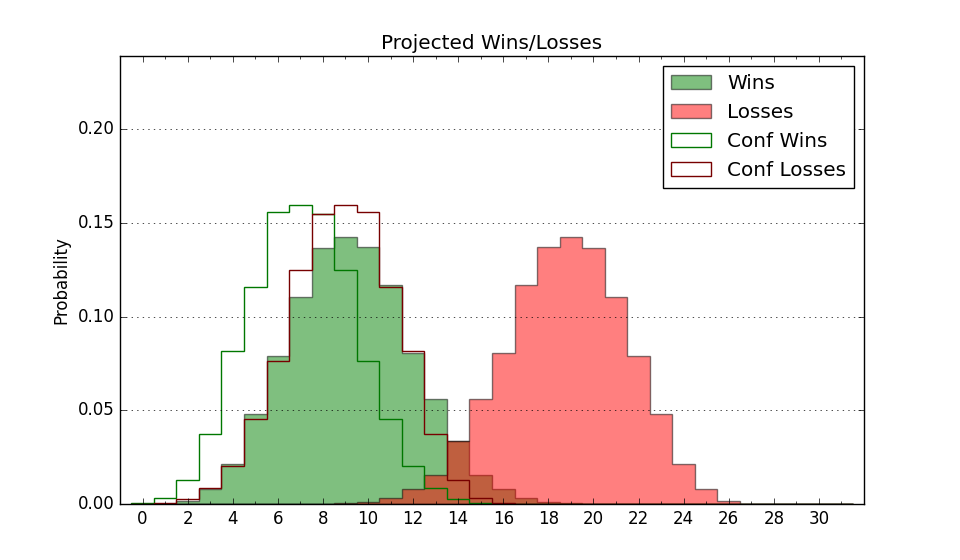 Projected Wins/Losses
Wins
Losses
Conf Wins
Conf Losses
Probability
0.20
0.15
0.10
0.05
0.00
0 2 4 6 8 10 12 14 16 18 20 22 24 26 28 30